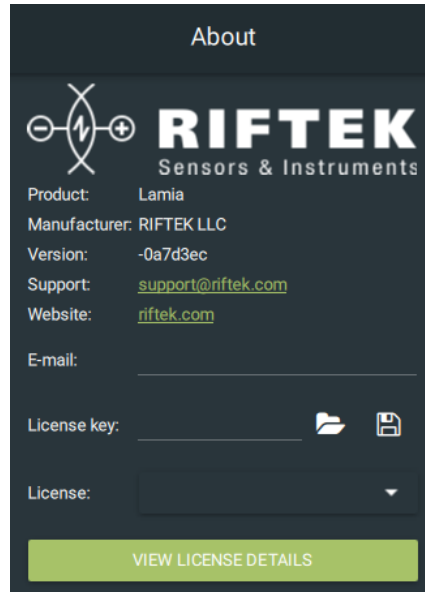 About
RIFTEK
Sensors & Instruments
Product: Lamia
Manufacturer: RIFTEK LLC
Version: -0a7d3ec
Support: support@riftek.com
Website: riftek.com
E-mail:
License key:
License:
VIEW LICENSE DETAILS